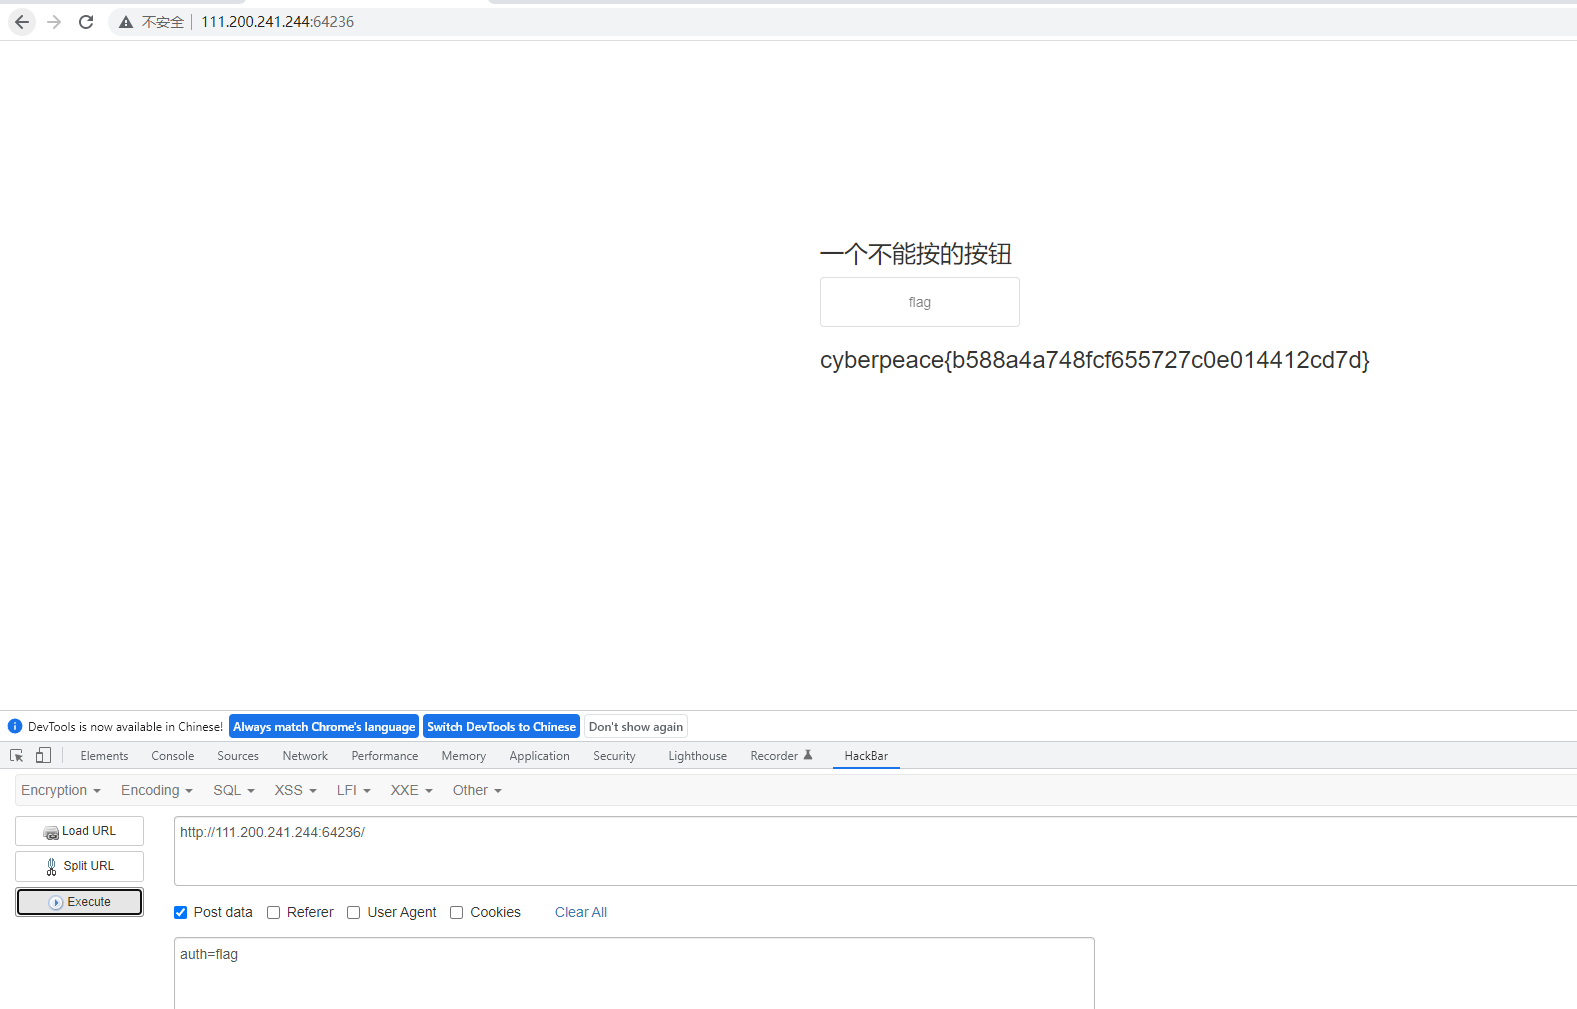 不安全 111.200.241.244:64236
一个不能按的按钮
flag
cyberpeace{b588a4a748fcf655727c0e014412cd7d}
DevTools is now available in Chinese! Always match Chrome's language Switch DevTools to Chinese Don't show again
Elements Console Sources Network Performance Memory Application Security Lighthouse Recorder HackBar
Encryption Encoding SQL XSS LFI XXE Other
Load URL http://111.200.241.244:64236/
Split URL
Execute
Post data Referer User Agent Cookies Clear All
auth=flag